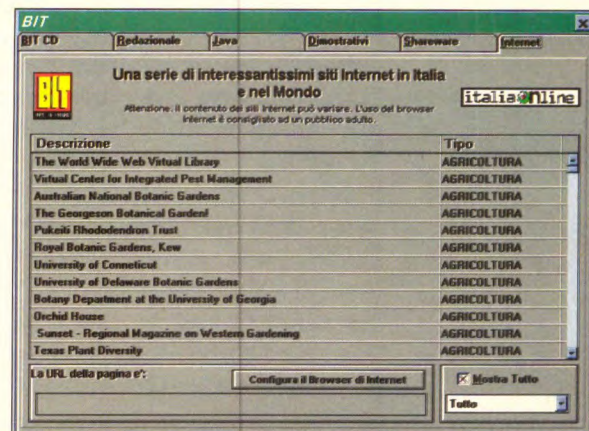 BIT
BIT CD Redazionale Java Dimostrativi Shareware Internet
BIT
Una serie di interessantissimi siti Internet in Italia
e nel Mondo
Attenzione. Il contenuto dei siti Internet può variare. L'uso del browser
Internet è consigliato ad un pubblico adulto.
italia@nline
Descrizione Tipo
The World Wide Web Virtual Library AGRICOLTURA
Virtual Center for Integrated Pest Management AGRICOLTURA
Australian National Botanic Gardens AGRICOLTURA
The Georgeson Botanical Garden! AGRICOLTURA
Pukeiti Rhododendron Trust AGRICOLTURA
Royal Botanic Gardens, Kew AGRICOLTURA
University of Conneticut AGRICOLTURA
University of Delaware Botanic Gardens AGRICOLTURA
Botany Department at the University of Georgia AGRICOLTURA
Orchid House AGRICOLTURA
Sunset - Regional Magazine on Western Gardening AGRICOLTURA
Texas Plant Diversity AGRICOLTURA
La URL della pagina e':
Configura il Browser di Internet
Mostra Tutto
Tutto